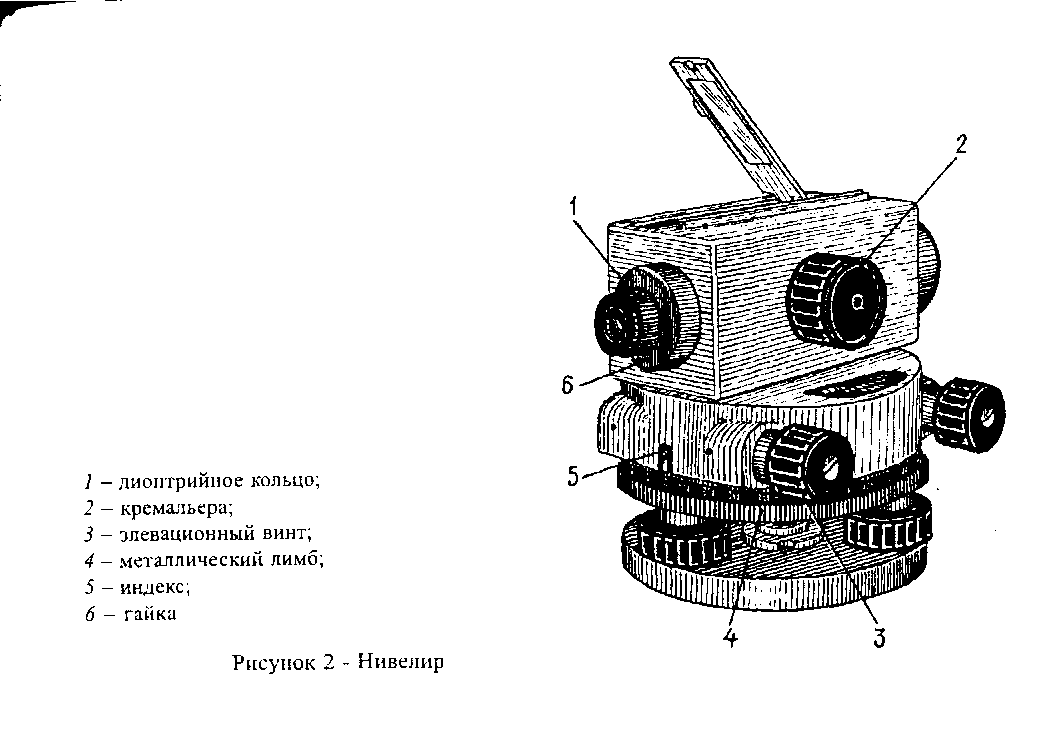 1
2
6
5
4
3
1 – диоптрийное кольцо;
2 – кремальера;
3 – элевационный винт;
4 – металлический лимб;
5 – индекс;
6 – гайка
Рисунок 2 - Нивелир